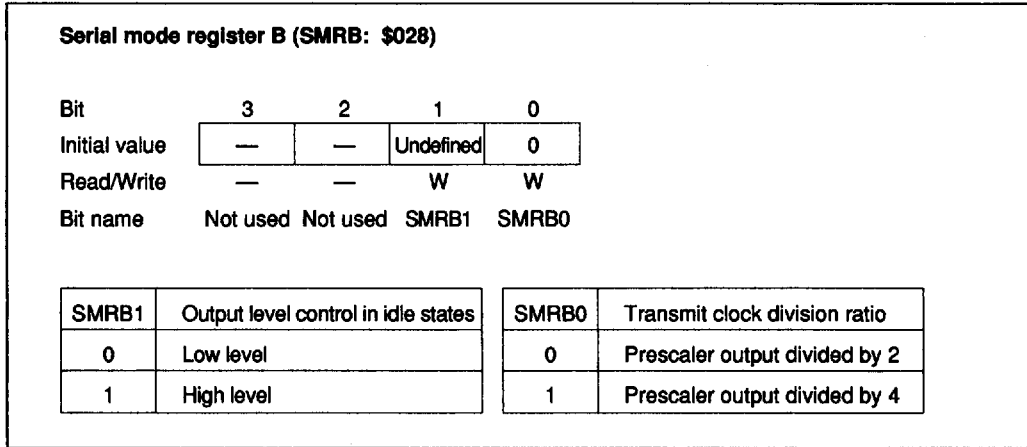 Serial mode register B (SMRB: $028)
Bit 3 2 1 0
Initial value — — Undefined 0
Read/Write — — W W
Bit name Not used Not used SMRB1 SMRB0
SMRB1 Output level control in idle states SMRB0 Transmit clock division ratio
0 Low level 0 Prescaler output divided by 2
1 High level 1 Prescaler output divided by 4